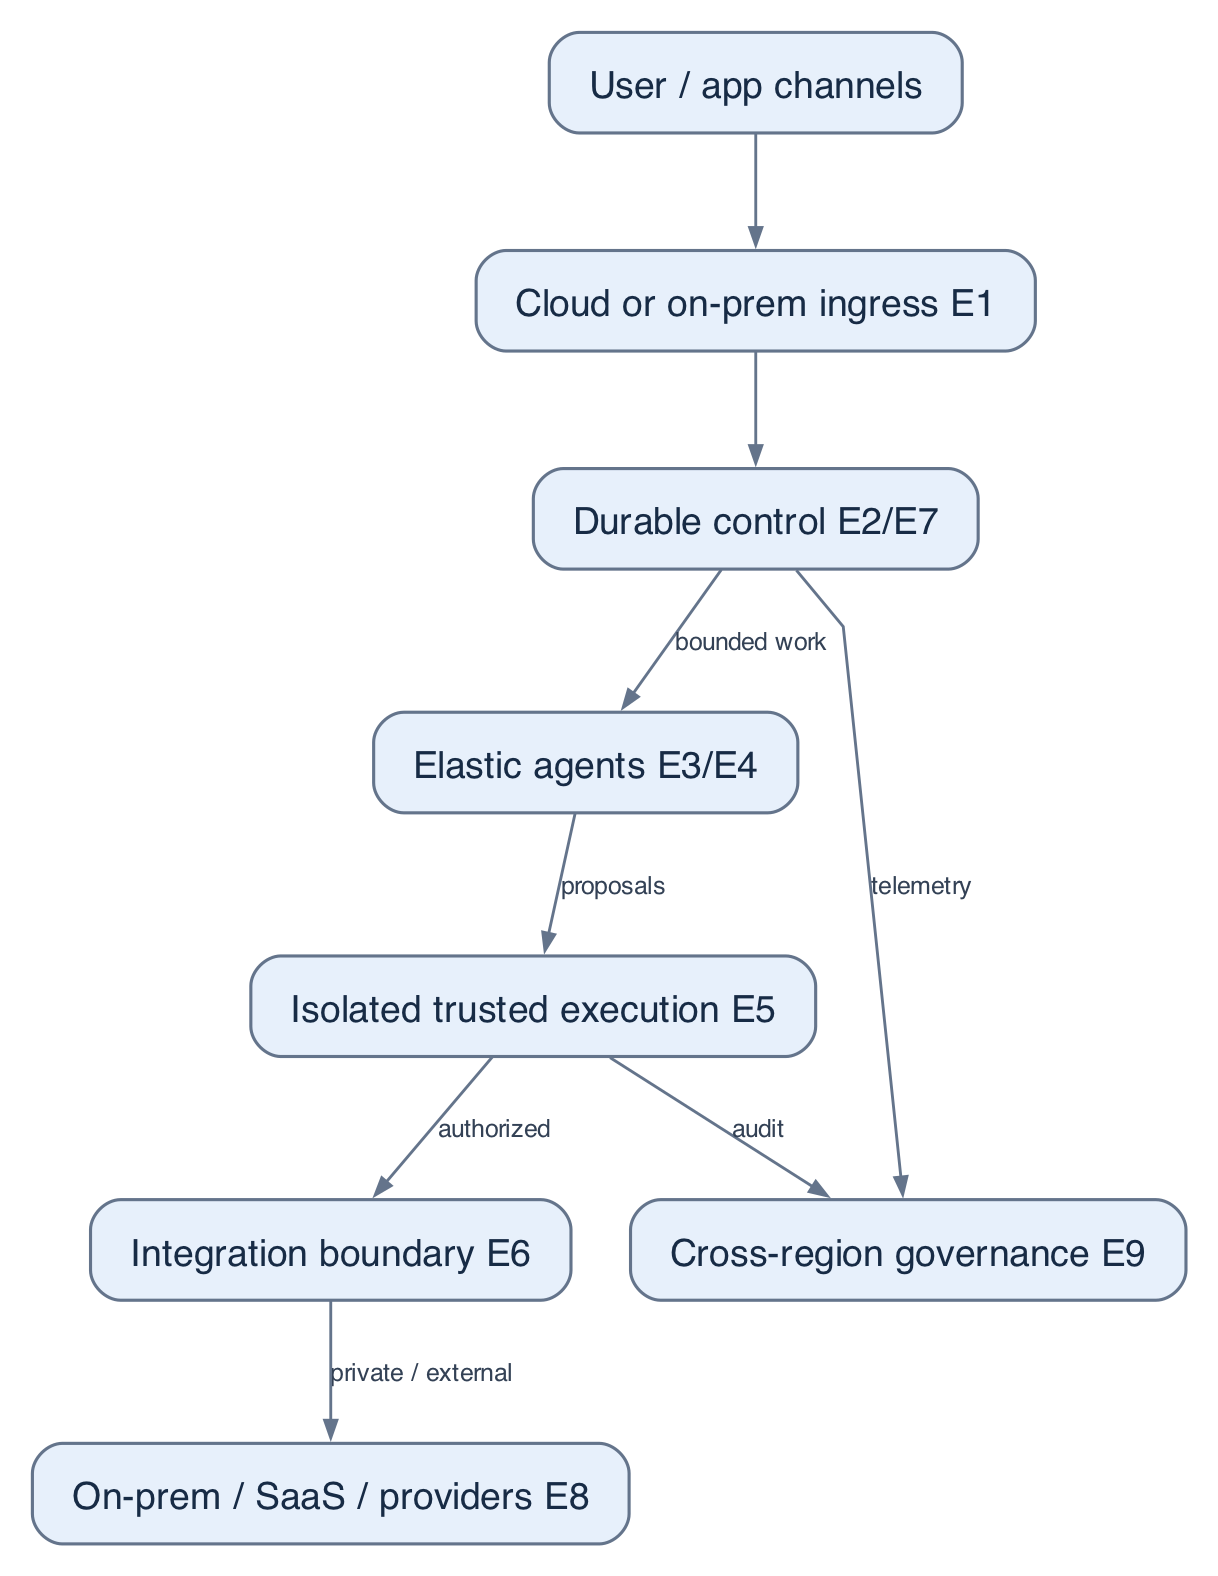 User / app channels
Cloud or on-prem ingress E1
Durable control E2/E7
bounded work
Elastic agents E3/E4
proposals
telemetry
Isolated trusted execution E5
authorized
audit
Integration boundary E6
Cross-region governance E9
private / external
On-prem / SaaS / providers E8